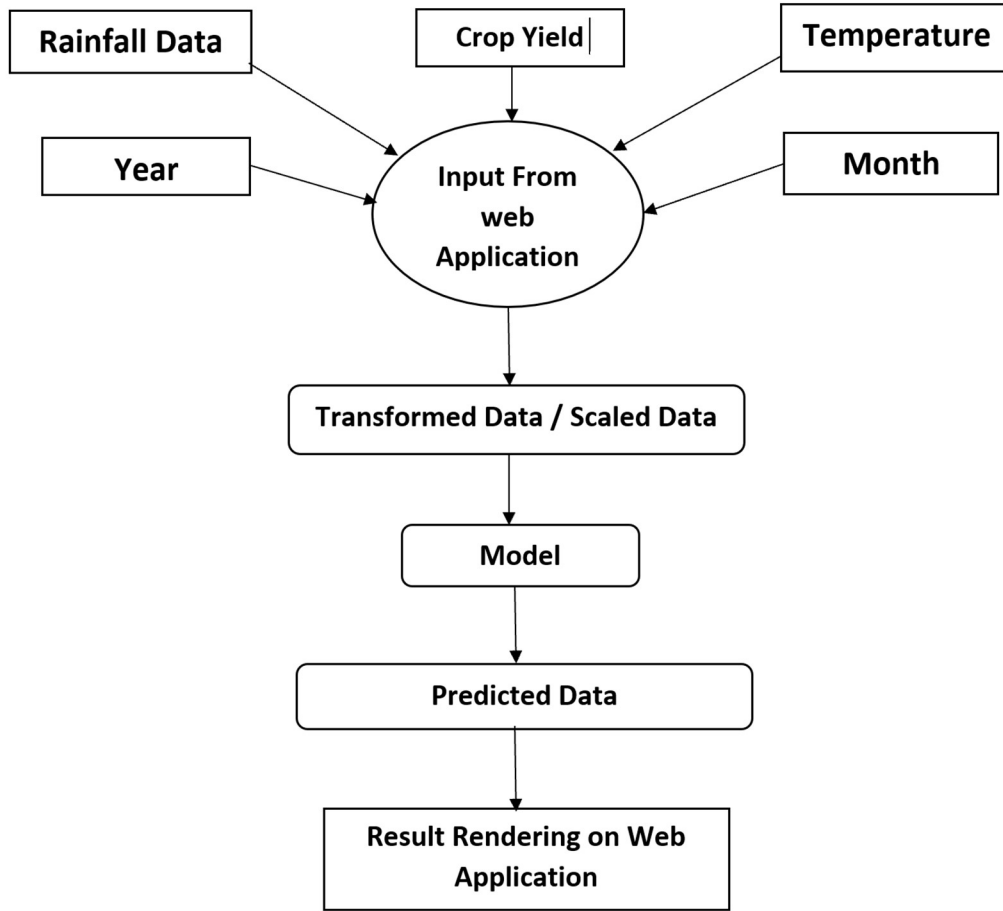 Rainfall Data
Crop Yield
Temperature
Year
Month
Input From
web
Application
Transformed Data / Scaled Data
Model
Predicted Data
Result Rendering on Web
Application